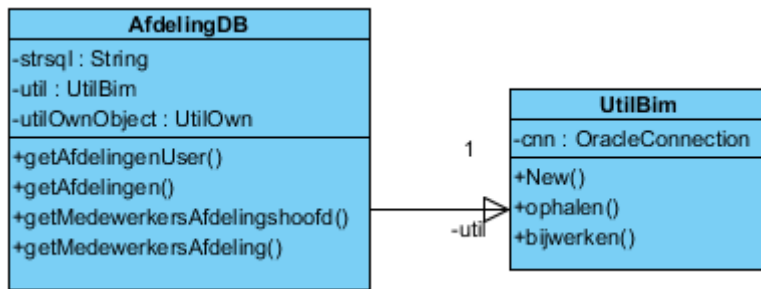 AfdelingDB
-strsql : String
-util : UtilBim
-utilOwnObject : UtilOwn
+getAfdelingenUser()
+getAfdelingen()
+getMedewerkersAfdelingshoofd()
+getMedewerkersAfdeling()
1
-util
UtilBim
-cnn : OracleConnection
+New()
+ophalen()
+bijwerken()